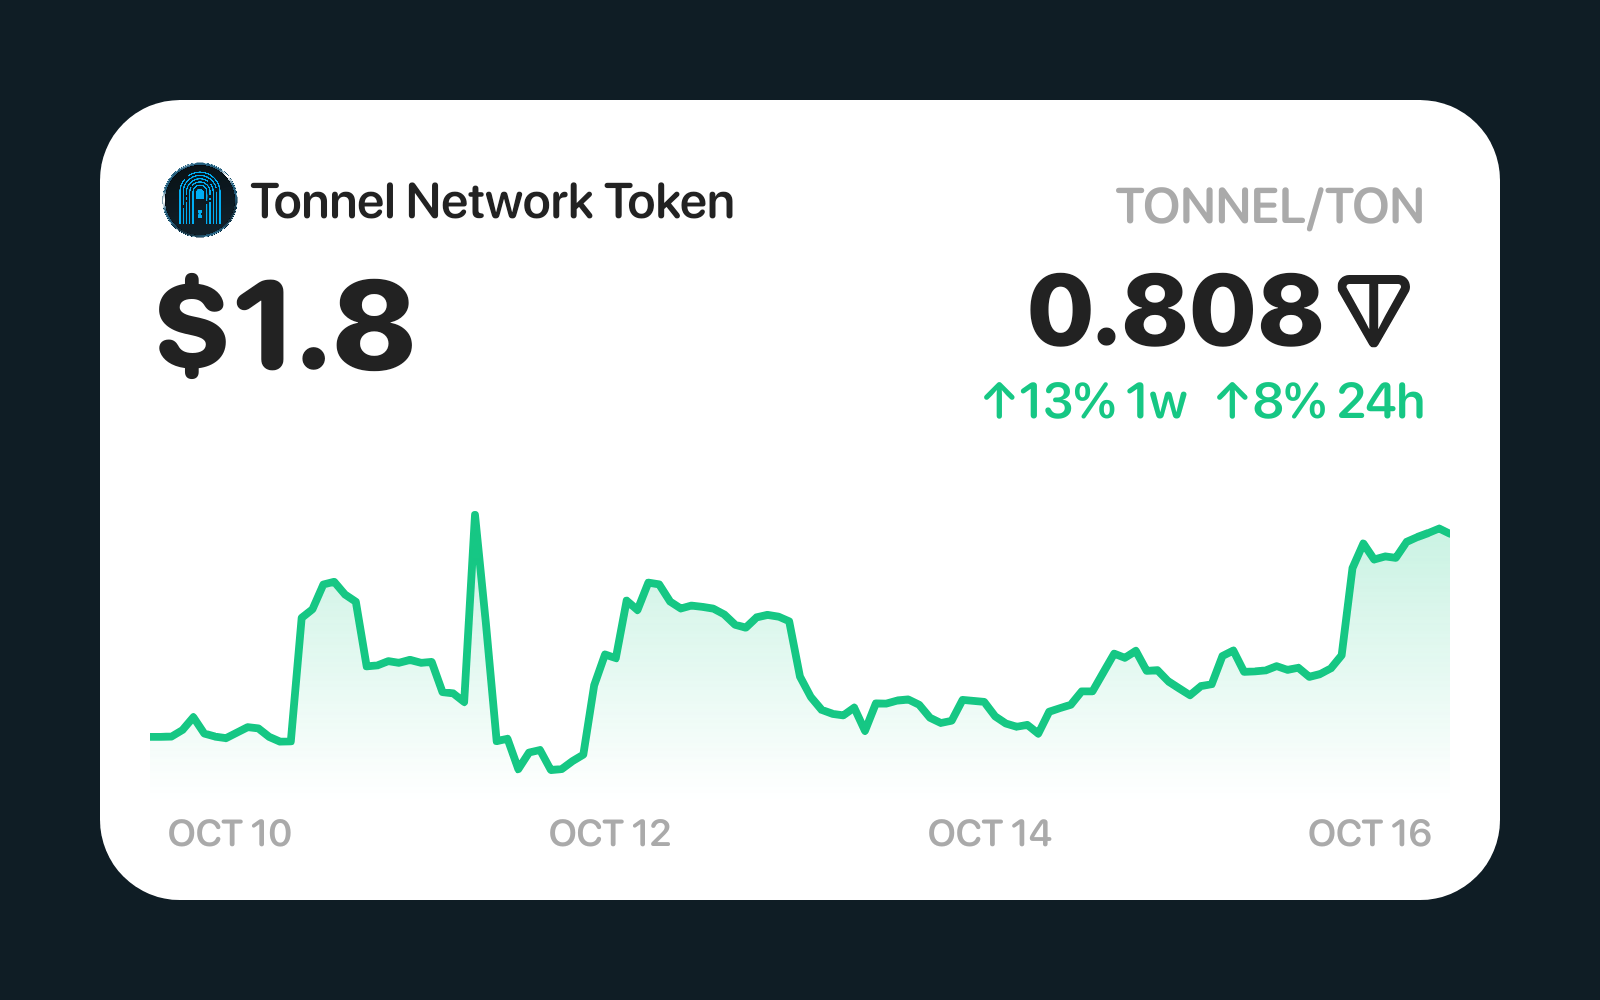 Tonnel Network Token
TONNEL/TON
$1.8
0.808
↑13% 1w ↑8% 24h
OCT 10
OCT 12
OCT 14
OCT 16